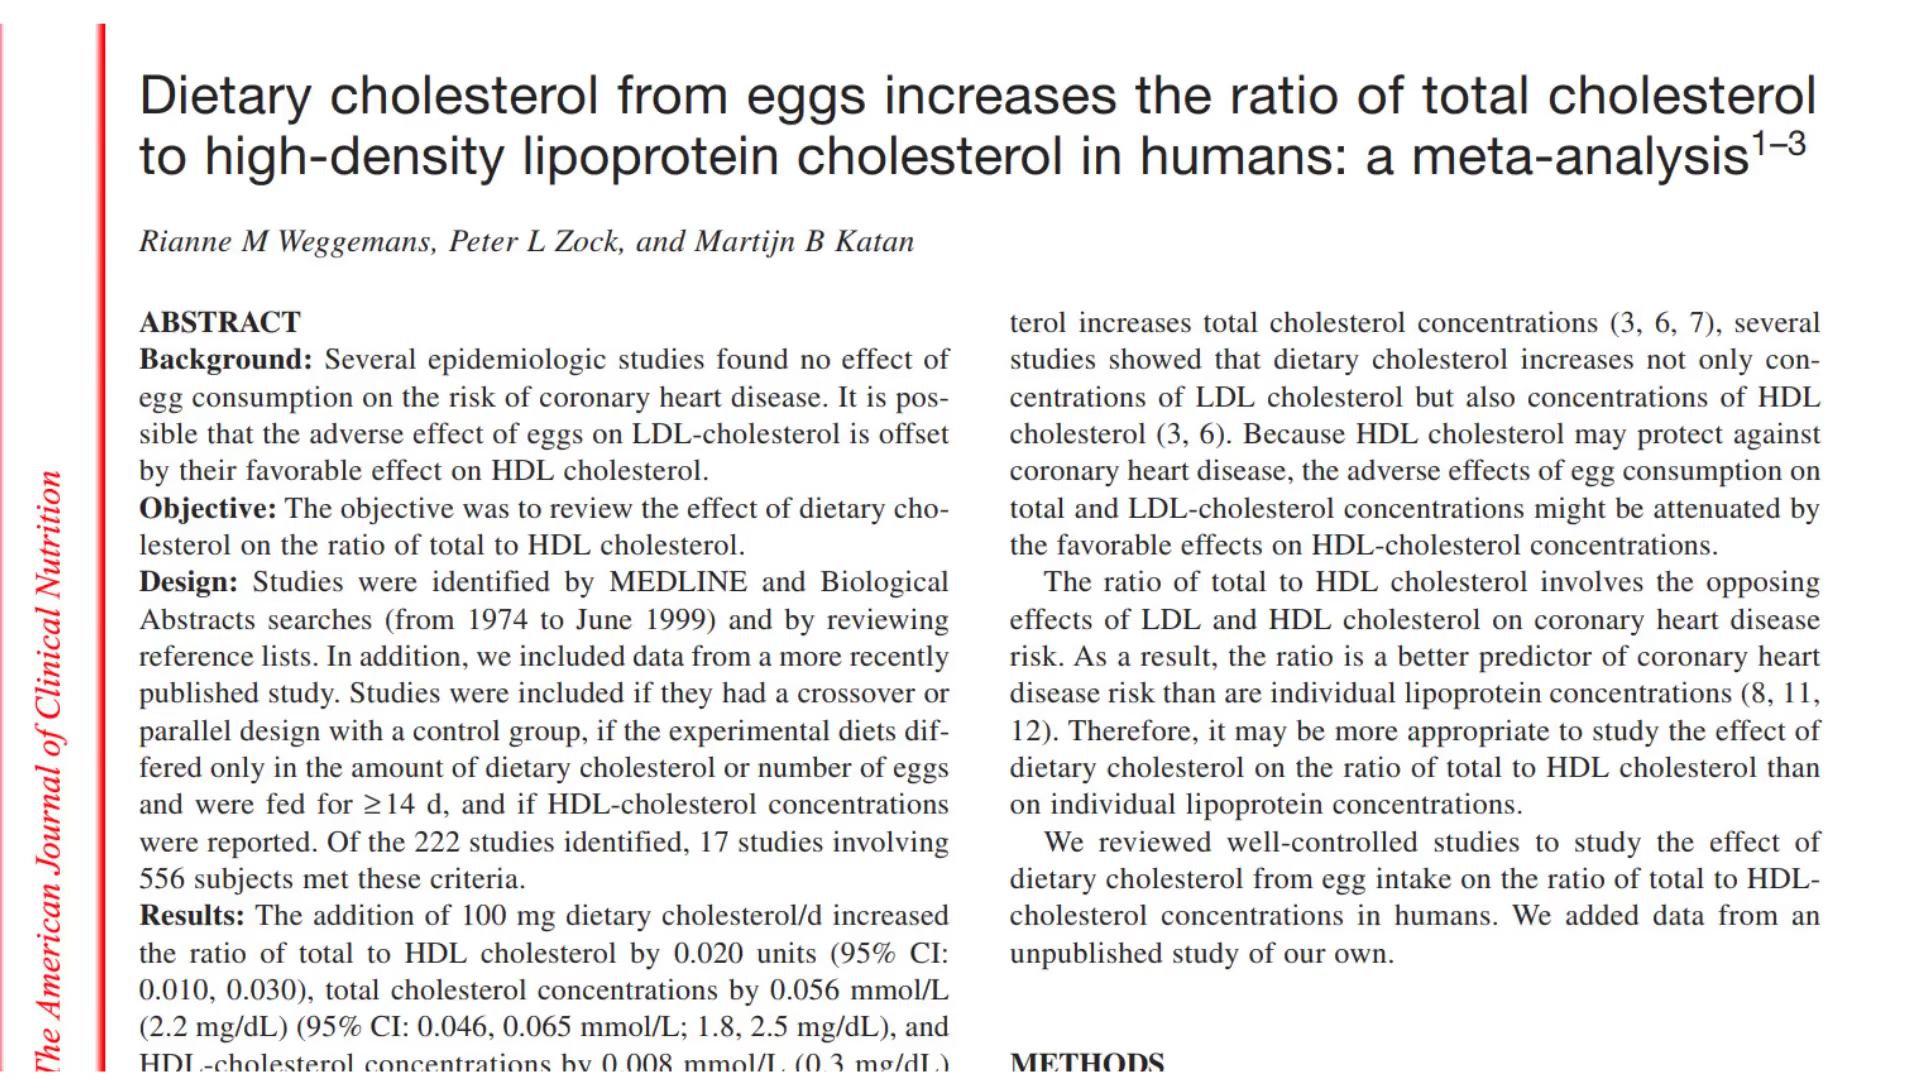 Dietary cholesterol from eggs increases the ratio of total cholesterol
to high-density lipoprotein cholesterol in humans: a meta-analysis1–3
Rianne M Weggemans, Peter L Zock, and Martijn B Katan
ABSTRACT
Background: Several epidemiologic studies found no effect of
egg consumption on the risk of coronary heart disease. It is pos-
sible that the adverse effect of eggs on LDL-cholesterol is offset
by their favorable effect on HDL cholesterol.
Objective: The objective was to review the effect of dietary cho-
lesterol on the ratio of total to HDL cholesterol.
Design: Studies were identified by MEDLINE and Biological
Abstracts searches (from 1974 to June 1999) and by reviewing
reference lists. In addition, we included data from a more recently
published study. Studies were included if they had a crossover or
parallel design with a control group, if the experimental diets dif-
fered only in the amount of dietary cholesterol or number of eggs
and were fed for ≥14 d, and if HDL-cholesterol concentrations
were reported. Of the 222 studies identified, 17 studies involving
556 subjects met these criteria.
Results: The addition of 100 mg dietary cholesterol/d increased
the ratio of total to HDL cholesterol by 0.020 units (95% CI:
0.010, 0.030), total cholesterol concentrations by 0.056 mmol/L
(2.2 mg/dL) (95% CI: 0.046, 0.065 mmol/L; 1.8, 2.5 mg/dL), and
HDL-cholesterol concentrations by 0.008 mmol/L (0.3 mg/dL)
terol increases total cholesterol concentrations (3, 6, 7), several
studies showed that dietary cholesterol increases not only con-
centrations of LDL cholesterol but also concentrations of HDL
cholesterol (3, 6). Because HDL cholesterol may protect against
coronary heart disease, the adverse effects of egg consumption on
total and LDL-cholesterol concentrations might be attenuated by
the favorable effects on HDL-cholesterol concentrations.
The ratio of total to HDL cholesterol involves the opposing
effects of LDL and HDL cholesterol on coronary heart disease
risk. As a result, the ratio is a better predictor of coronary heart
disease risk than are individual lipoprotein concentrations (8, 11,
12). Therefore, it may be more appropriate to study the effect of
dietary cholesterol on the ratio of total to HDL cholesterol than
on individual lipoprotein concentrations.
We reviewed well-controlled studies to study the effect of
dietary cholesterol from egg intake on the ratio of total to HDL-
cholesterol concentrations in humans. We added data from an
unpublished study of our own.
METHODS
The American Journal of Clinical Nutrition